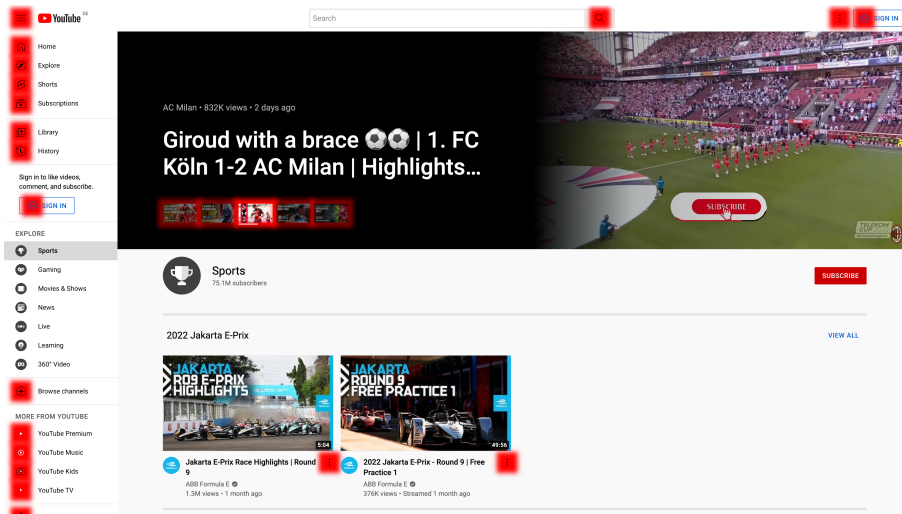 YouTube DE
Search
SIGN IN
Home
Explore
Shorts
Subscriptions
Library
History
Sign in to like videos,
comment, and subscribe.
SIGN IN
EXPLORE
Sports
Gaming
Movies & Shows
News
Live
Learning
360° Video
Browse channels
MORE FROM YOUTUBE
YouTube Premium
YouTube Music
YouTube Kids
YouTube TV
AC Milan • 832K views • 2 days ago
Giroud with a brace ⚽⚽ | 1. FC
Köln 1-2 AC Milan | Highlights…
SUBSCRIBE
TELEKOM
CUP
Sports
75.1M subscribers
SUBSCRIBE
2022 Jakarta E-Prix
VIEW ALL
JAKARTA
R09 E-PRIX
HIGHLIGHTS
5:04
Jakarta E-Prix Race Highlights | Round
9
ABB Formula E
1.3M views • 1 month ago
JAKARTA
ROUND 9
FREE PRACTICE 1
49:56
2022 Jakarta E-Prix - Round 9 | Free
Practice 1
ABB Formula E
376K views • Streamed 1 month ago